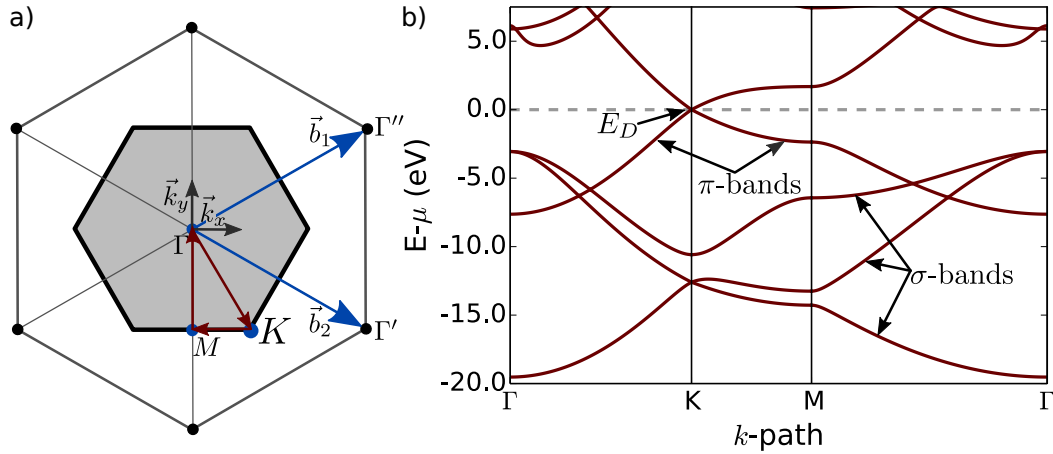 a)
b⃗₁
Γ''
k⃗y
k⃗x
Γ
b⃗₂
Γ'
M
K
b)
E-μ (eV)
5.0
0.0
-5.0
-10.0
-15.0
-20.0
E_D
π-bands
σ-bands
Γ
K
M
Γ
k-path